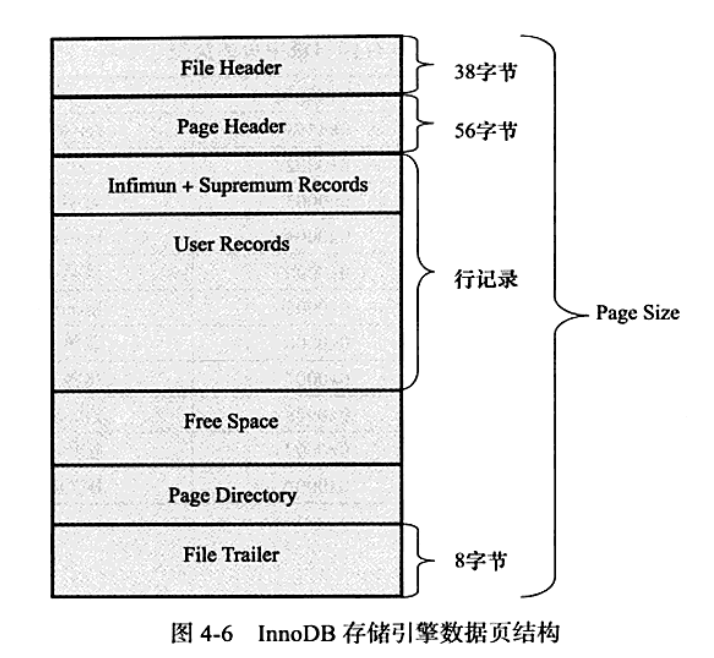 File Header
38字节
Page Header
56字节
Infimun + Supremum Records
User Records
行记录
Page Size
Free Space
Page Directory
File Trailer
8字节
图 4-6 InnoDB 存储引擎数据页结构